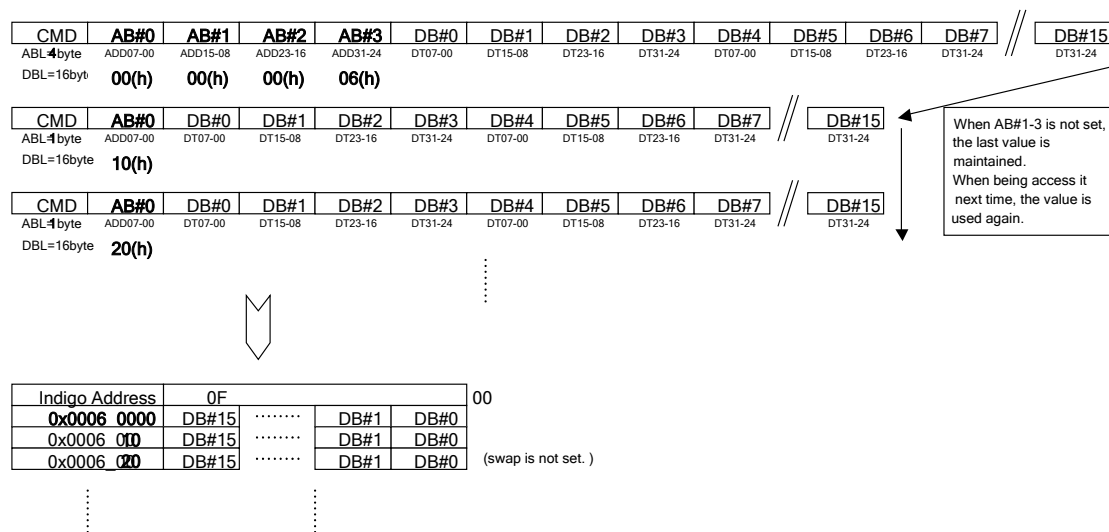 CMD AB#0 AB#1 AB#2 AB#3 DB#0 DB#1 DB#2 DB#3 DB#4 DB#5 DB#6 DB#7 DB#15
ABL=4byte ADD07-00 ADD15-08 ADD23-16 ADD31-24 DT07-00 DT15-08 DT23-16 DT31-24 DT07-00 DT15-08 DT23-16 DT31-24 DT31-24
DBL=16byt 00(h) 00(h) 00(h) 06(h)
CMD AB#0 DB#0 DB#1 DB#2 DB#3 DB#4 DB#5 DB#6 DB#7 DB#15
ABL=1byte ADD07-00 DT07-00 DT15-08 DT23-16 DT31-24 DT07-00 DT15-08 DT23-16 DT31-24 DT31-24
DBL=16byte 10(h)
When AB#1-3 is not set,
the last value is
maintained.
When being access it
next time, the value is
used again.
CMD AB#0 DB#0 DB#1 DB#2 DB#3 DB#4 DB#5 DB#6 DB#7 DB#15
ABL=1byte ADD07-00 DT07-00 DT15-08 DT23-16 DT31-24 DT07-00 DT15-08 DT23-16 DT31-24 DT31-24
DBL=16byte 20(h)
Indigo Address 0F 00
0x0006_0000 DB#15 ........ DB#1 DB#0
0x0006_0010 DB#15 ........ DB#1 DB#0
0x0006_0020 DB#15 ........ DB#1 DB#0 (swap is not set. )